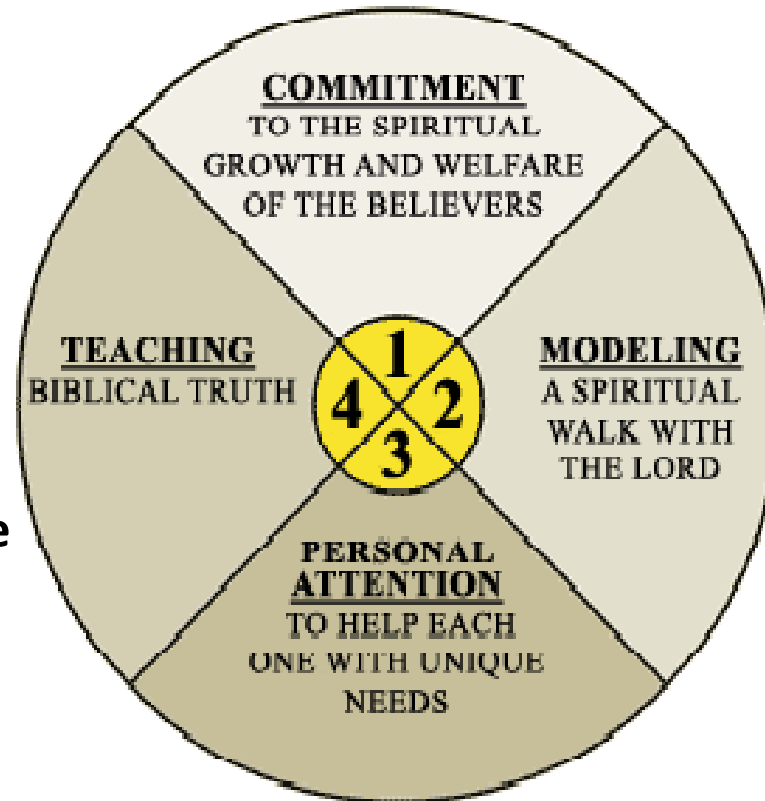 COMMITMENT
TO THE SPIRITUAL
GROWTH AND WELFARE
OF THE BELIEVERS
1
2
3
4
MODELING
A SPIRITUAL
WALK WITH
THE LORD
PERSONAL
ATTENTION
TO HELP EACH
ONE WITH UNIQUE
NEEDS
TEACHING
BIBLICAL TRUTH
e